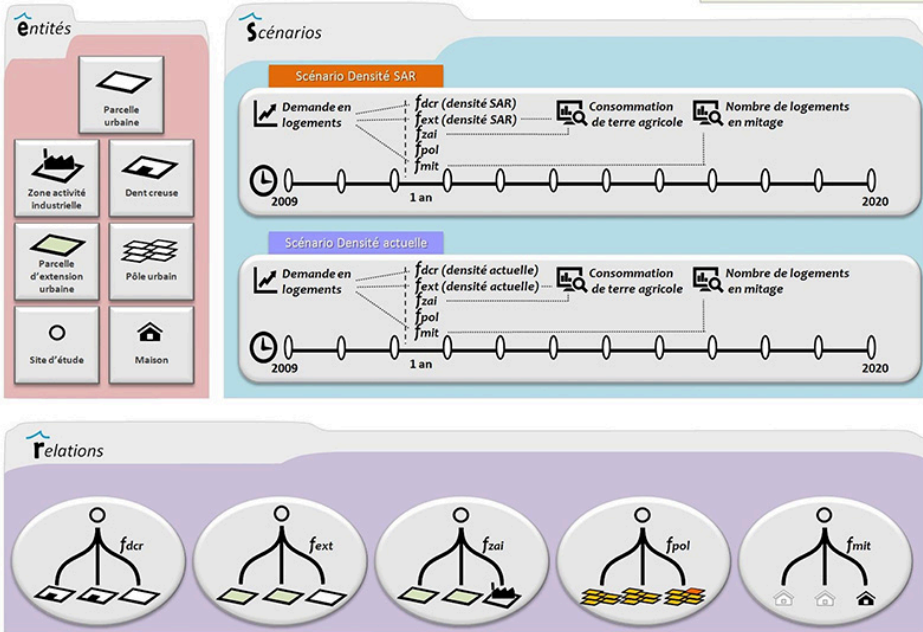 entités
Parcelle
urbaine
Zone activité
industrielle
Dent creuse
Parcelle
d'extension
urbaine
Pôle urbain
Site d'étude
Maison
Scénarios
Scénario Densité SAR
Demande en
logements
fdcr (densité SAR)
fext (densité SAR)
fzai
fpol
fmit
Consommation
de terre agricole
Nombre de logements
en mitage
2009
1 an
2020
Scénario Densité actuelle
Demande en
logements
fdcr (densité actuelle)
fext (densité actuelle)
fzai
fpol
fmit
Consommation
de terre agricole
Nombre de logements
en mitage
2009
1 an
2020
relations
fdcr
fext
fzai
fpol
fmit